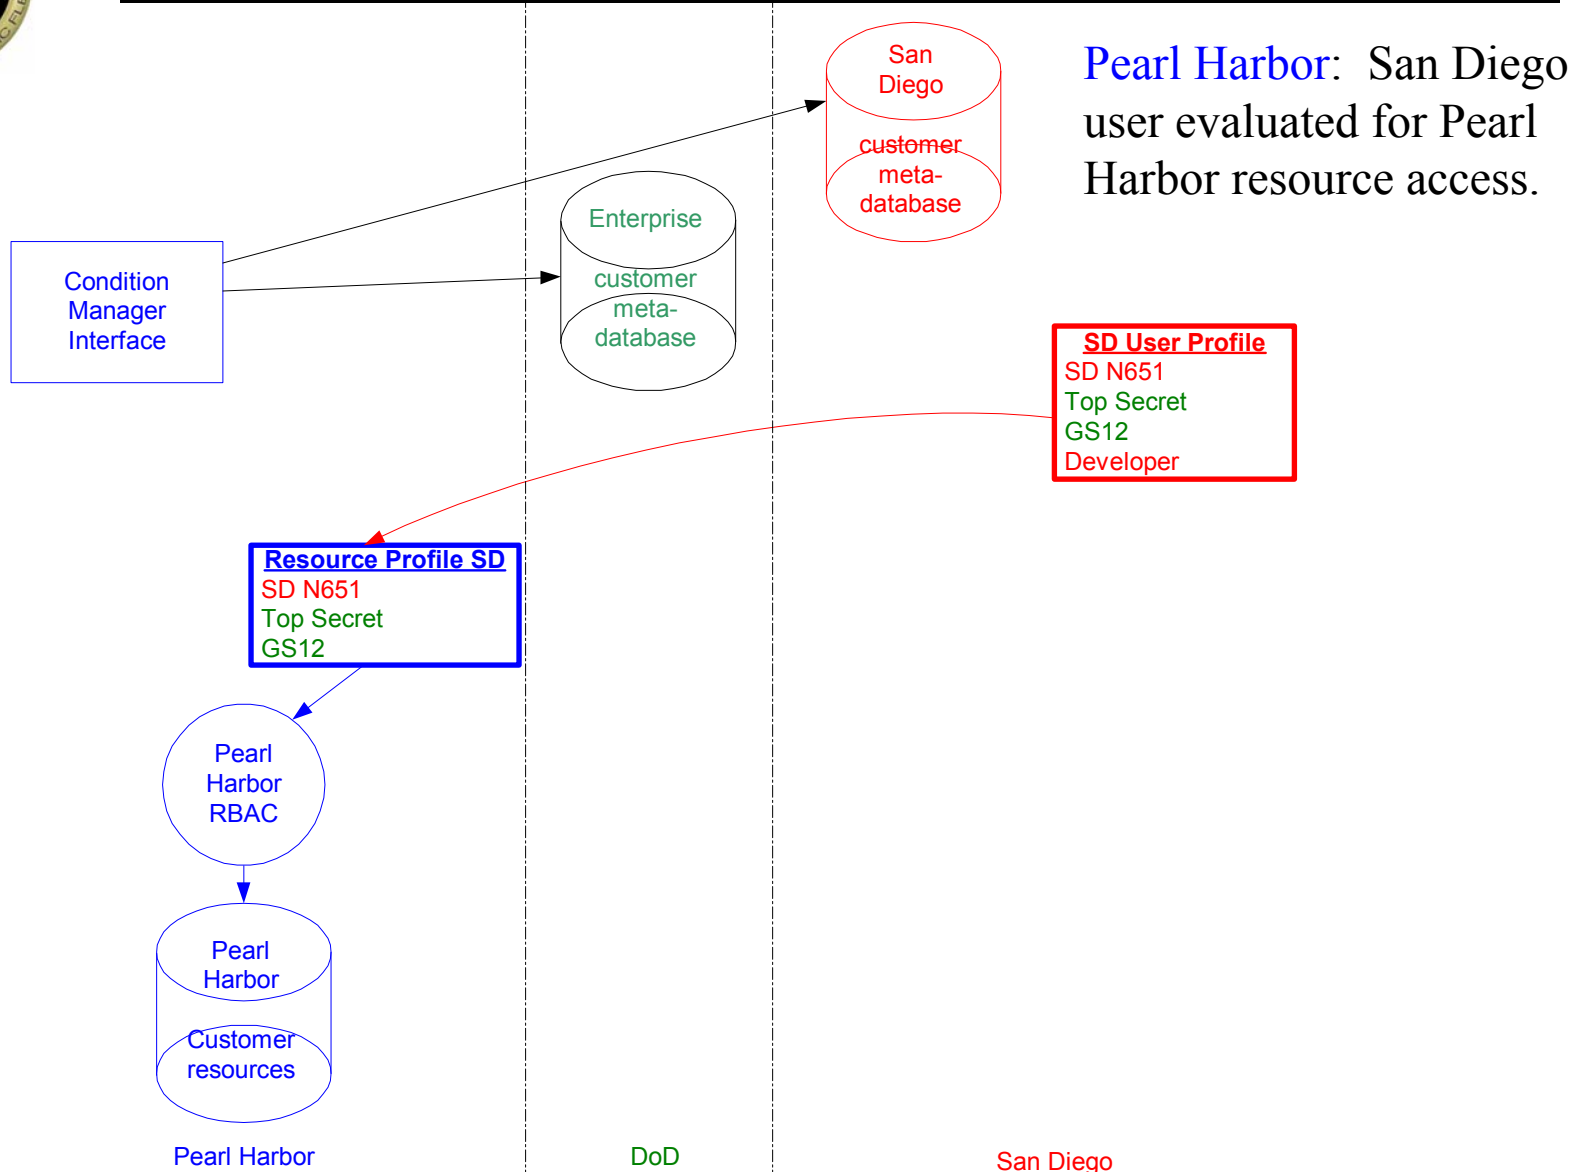 Pearl Harbor: San Diego
user evaluated for Pearl
Harbor resource access.
San
Diego
customer
meta-
database
Enterprise
customer
meta-
database
Condition
Manager
Interface
SD User Profile
SD N651
Top Secret
GS12
Developer
Resource Profile SD
SD N651
Top Secret
GS12
Pearl
Harbor
RBAC
Pearl
Harbor
Customer
resources
Pearl Harbor
DoD
San Diego